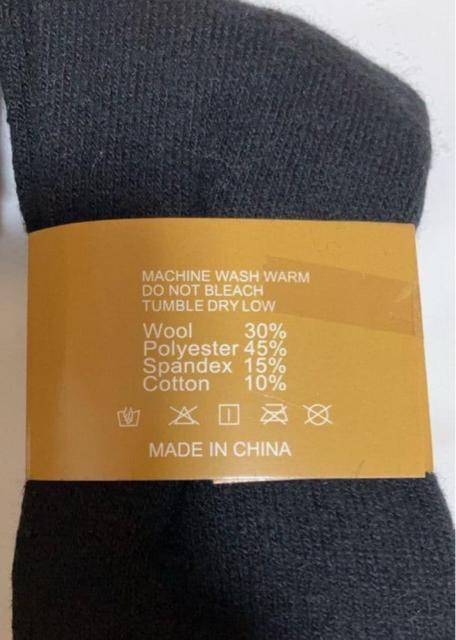 MACHINE WASH WARM
DO NOT BLEACH
TUMBLE DRY LOW
Wool 30%
Polyester 45%
Spandex 15%
Cotton 10%
MADE IN CHINA